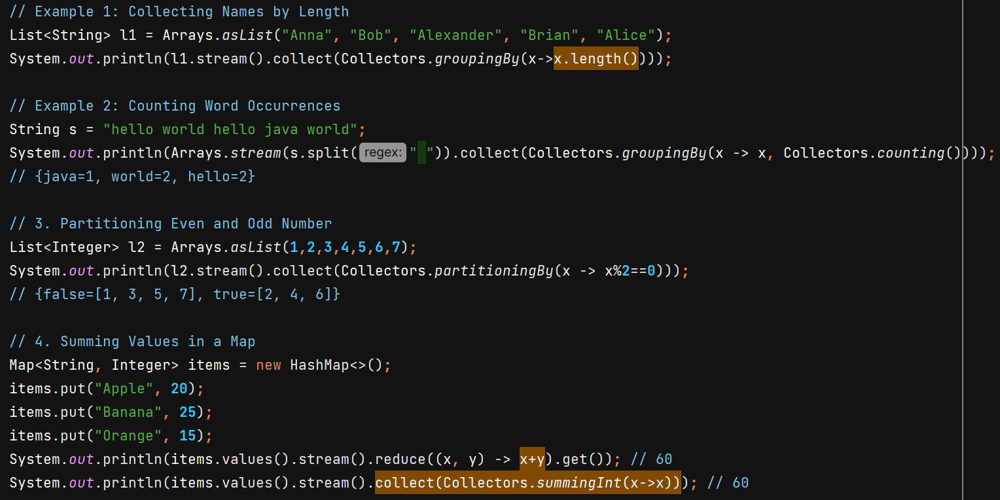 // Example 1: Collecting Names by Length
List<String> l1 = Arrays.asList("Anna", "Bob", "Alexander", "Brian", "Alice");
System.out.println(l1.stream().collect(Collectors.groupingBy(x->x.length())));
// Example 2: Counting Word Occurrences
String s = "hello world hello java world";
System.out.println(Arrays.stream(s.split( regex: " ")).collect(Collectors.groupingBy(x -> x, Collectors.counting())));
// {java=1, world=2, hello=2}
// 3. Partitioning Even and Odd Number
List<Integer> l2 = Arrays.asList(1,2,3,4,5,6,7);
System.out.println(l2.stream().collect(Collectors.partitioningBy(x -> x%2==0)));
// {false=[1, 3, 5, 7], true=[2, 4, 6]}
// 4. Summing Values in a Map
Map<String, Integer> items = new HashMap<>();
items.put("Apple", 20);
items.put("Banana", 25);
items.put("Orange", 15);
System.out.println(items.values().stream().reduce((x, y) -> x+y).get()); // 60
System.out.println(items.values().stream().collect(Collectors.summingInt(x->x))); // 60